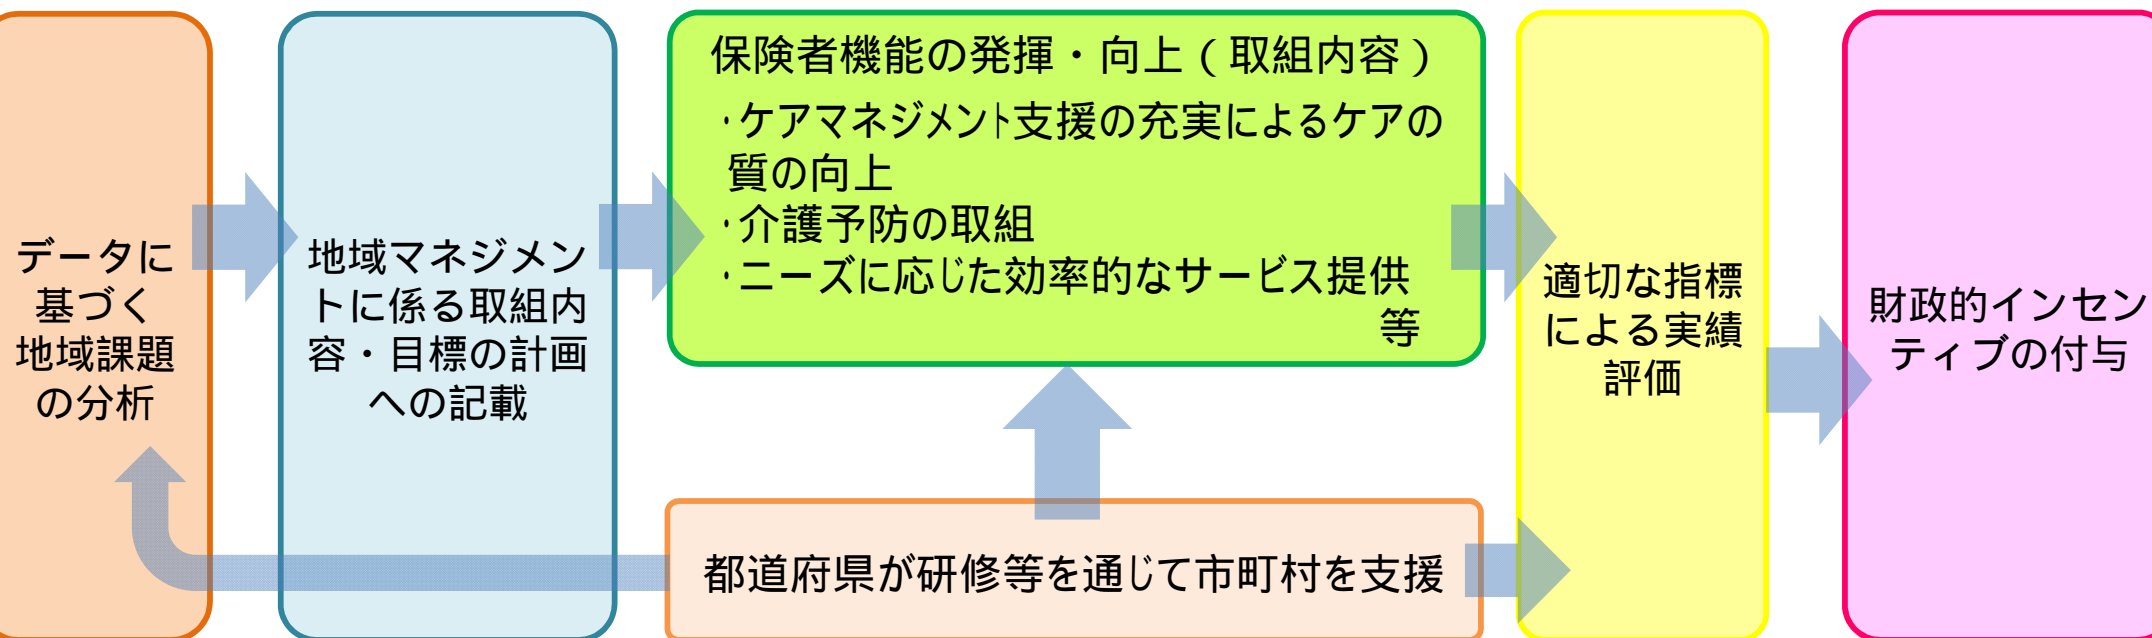 データに
基づく
地域課題
の分析
地域マネジメン
トに係る取組内
容・目標の計画
への記載
保険者機能の発揮・向上(取組内容)
・ケアマネジメント支援の充実によるケアの
質の向上
・介護予防の取組
・ニーズに応じた効率的なサービス提供
等
適切な指標
による実績
評価
財政的インセン
ティブの付与
都道府県が研修等を通じて市町村を支援